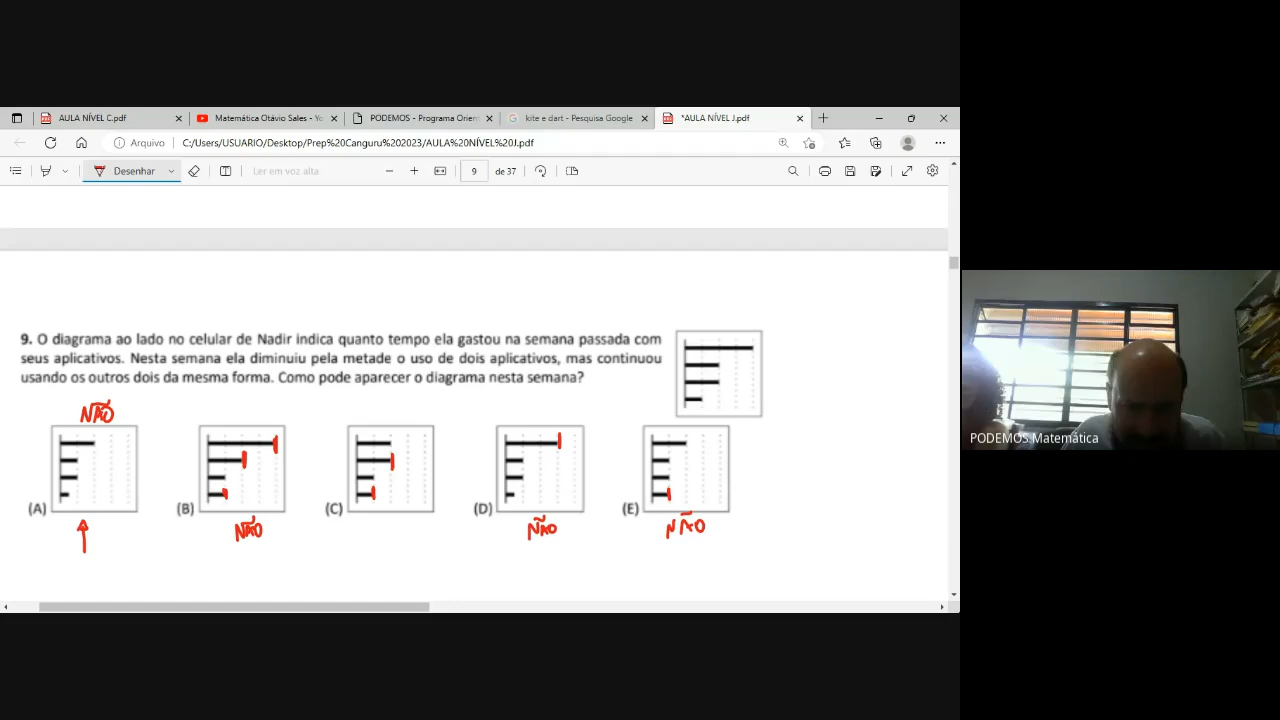 AULA NÍVEL C.pdf
Matemática Otávio Sales - Yo
PODEMOS - Programa Orien
kite e dart - Pesquisa Google
*AULA NÍVEL J.pdf
Arquivo C:/Users/USUARIO/Desktop/Prep%20Canguru%202023/AULA%20NÍVEL%20J.pdf
Desenhar
Ler em voz alta
9 de 37
9. O diagrama ao lado no celular de Nadir indica quanto tempo ela gastou na semana passada com
seus aplicativos. Nesta semana ela diminuiu pela metade o uso de dois aplicativos, mas continuou
usando os outros dois da mesma forma. Como pode aparecer o diagrama nesta semana?
NÃO
(A) (B) (C) (D) (E)
NÃO NÃO NÃO
PODEMOS Matemática